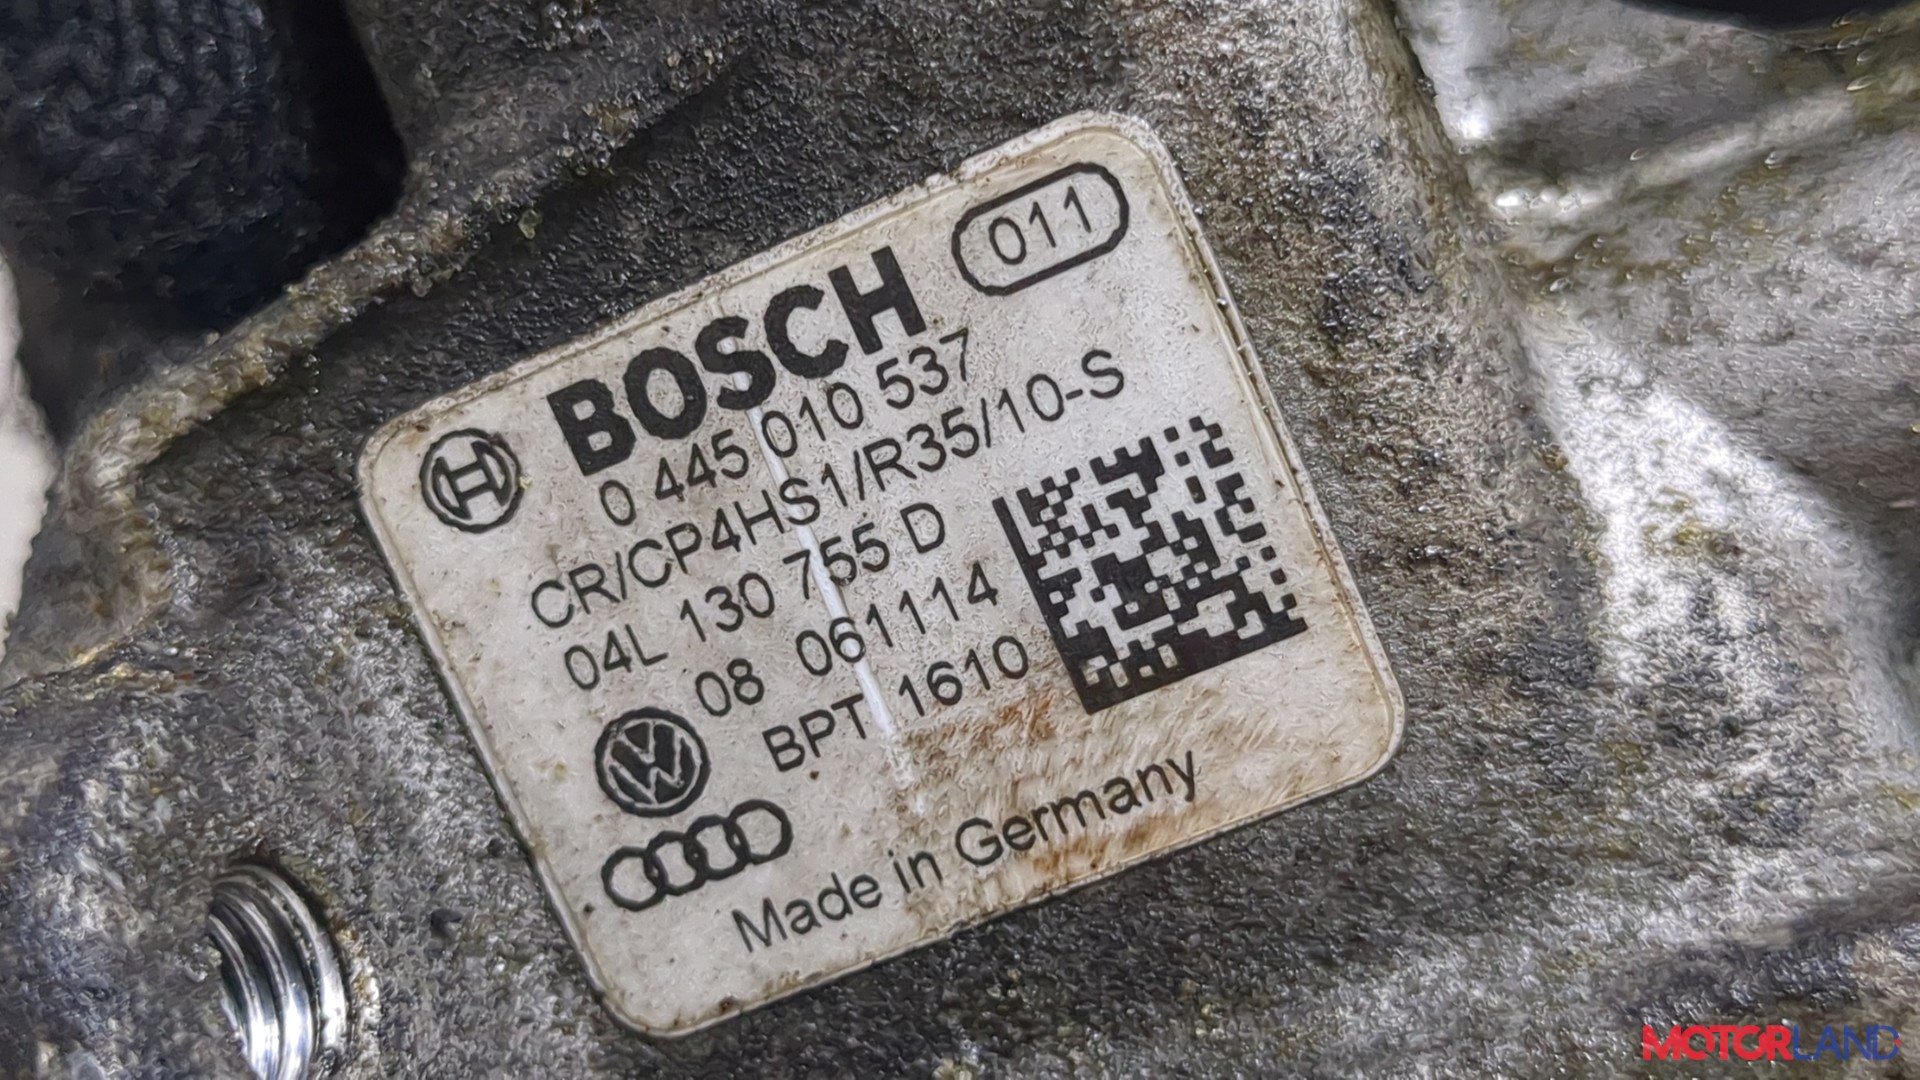 011
BOSCH
0 445 010 537
CR/CP4HS1/R35/10-S
04L 130 755 D
08 061114
BPT 1610
Made in Germany
MOTORLAND